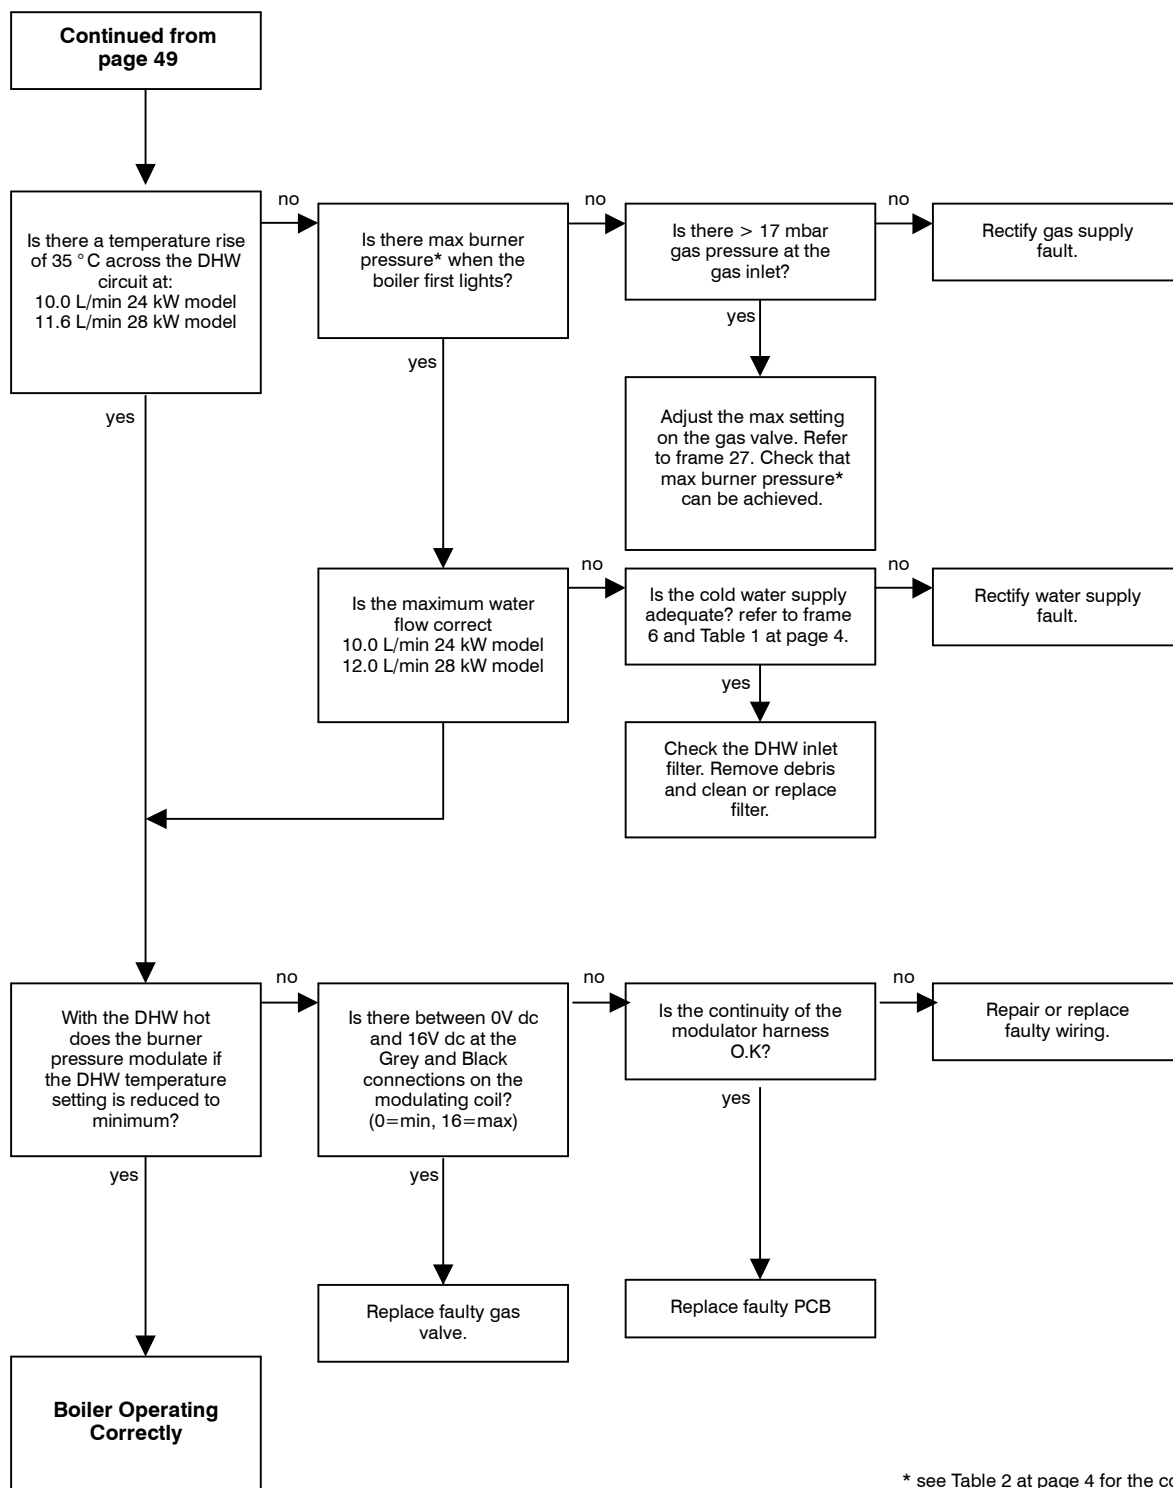 Continued from
page 49
Is there a temperature rise
of 35 °C across the DHW
circuit at:
10.0 L/min 24 kW model
11.6 L/min 28 kW model
no
Is there max burner
pressure* when the
boiler first lights?
no
Is there > 17 mbar
gas pressure at the
gas inlet?
no
Rectify gas supply
fault.
yes
Adjust the max setting
on the gas valve. Refer
to frame 27. Check that
max burner pressure*
can be achieved.
yes
yes
Is the maximum water
flow correct
10.0 L/min 24 kW model
12.0 L/min 28 kW model
no
Is the cold water supply
adequate? refer to frame
6 and Table 1 at page 4.
no
Rectify water supply
fault.
yes
Check the DHW inlet
filter. Remove debris
and clean or replace
filter.
With the DHW hot
does the burner
pressure modulate if
the DHW temperature
setting is reduced to
minimum?
no
Is there between 0V dc
and 16V dc at the
Grey and Black
connections on the
modulating coil?
(0=min, 16=max)
no
Is the continuity of the
modulator harness
O.K?
no
Repair or replace
faulty wiring.
yes
yes
yes
Replace faulty gas
valve.
Replace faulty PCB
Boiler Operating
Correctly
* see Table 2 at page 4 for the